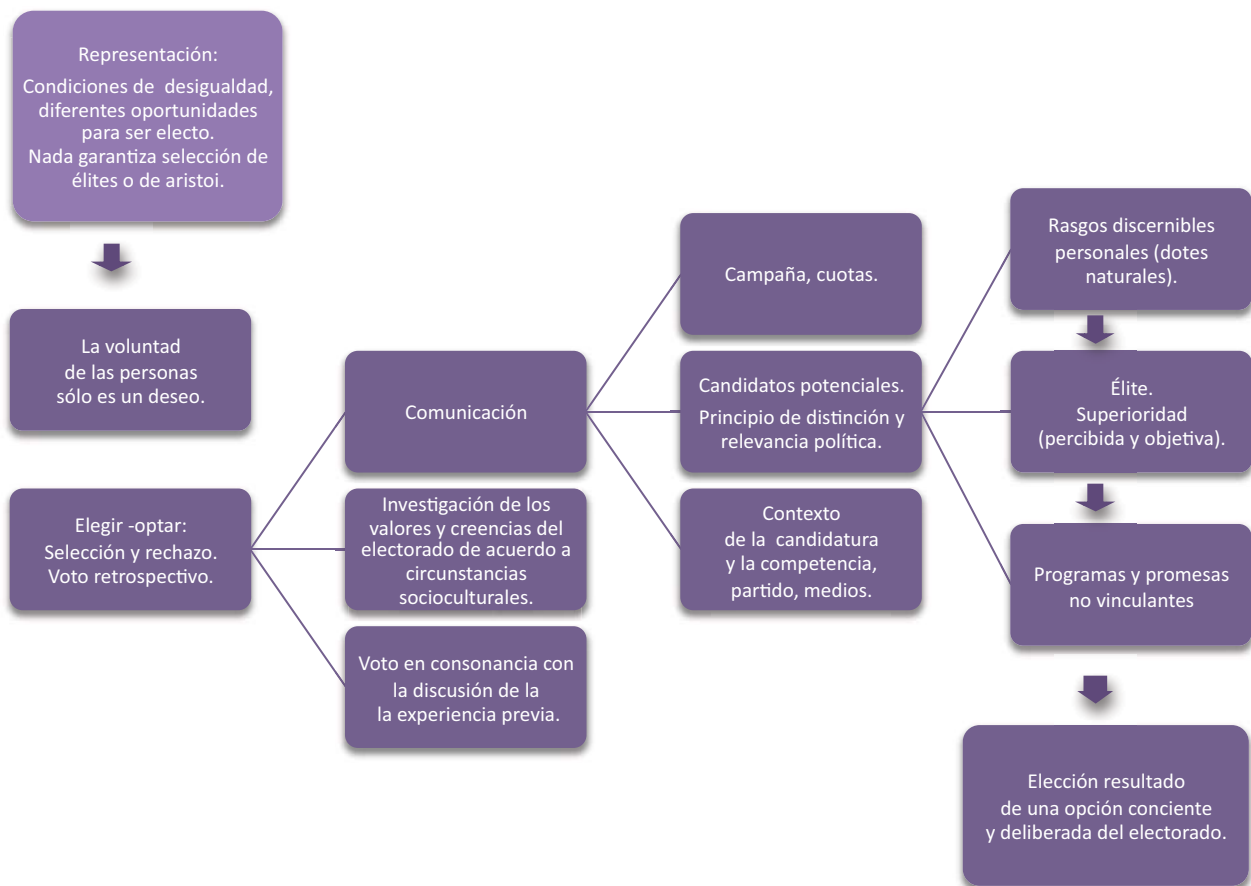 Representación:
Condiciones de  desigualdad,
diferentes oportunidades
para ser electo.
Nada garantiza selección de
élites o de aristoi.
La voluntad
de las personas
sólo es un deseo.
Elegir -optar:
Selección y rechazo.
Voto retrospectivo.
Comunicación
Investigación de los
valores y creencias del
electorado de acuerdo a
circunstancias
socioculturales.
Voto en consonancia con
la discusión de la
la experiencia previa.
Campaña, cuotas.
Candidatos potenciales.
Principio de distinción y
relevancia política.
Contexto
de la  candidatura
y la competencia,
partido, medios.
Rasgos discernibles
personales (dotes
naturales).
Élite.
Superioridad
(percibida y objetiva).
Programas y promesas
no vinculantes
Elección resultado
de una opción conciente
y deliberada del electorado.